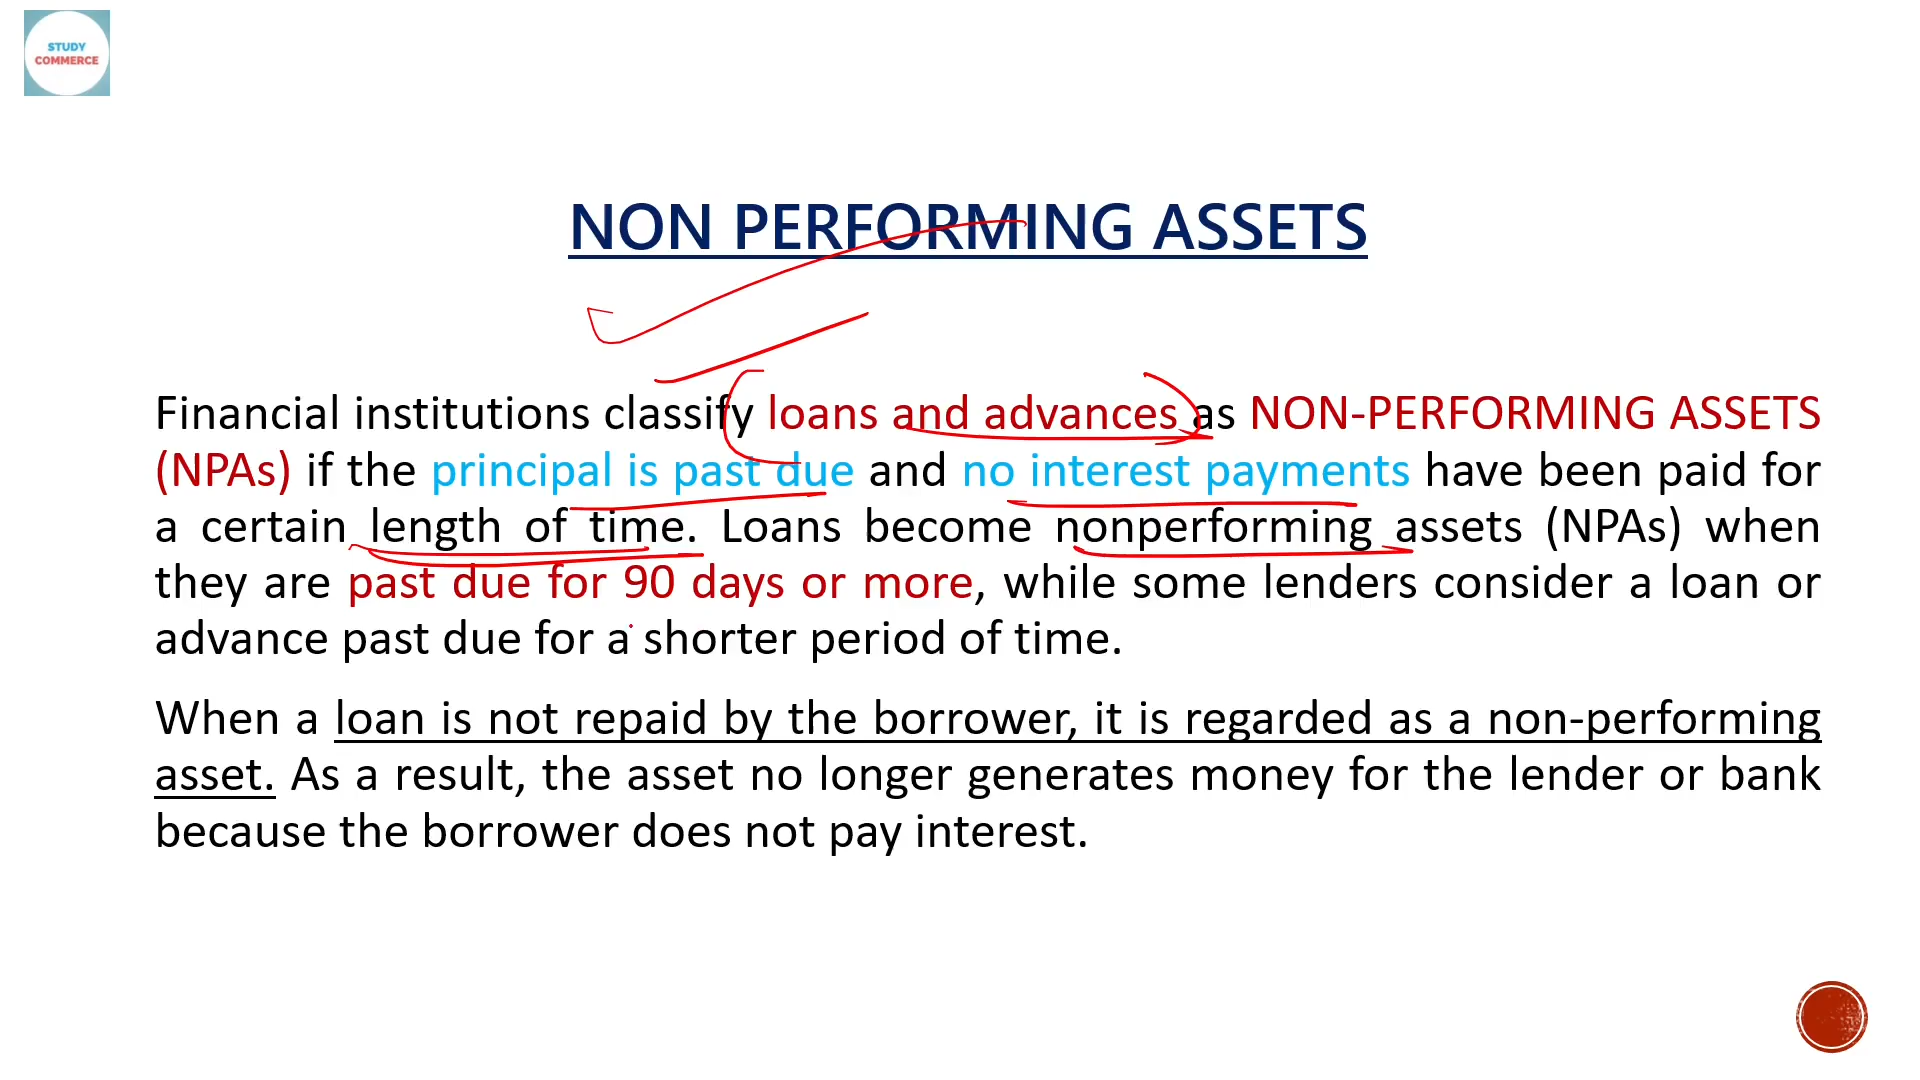 STUDY
COMMERCE
NON PERFORMING ASSETS
Financial institutions classify loans and advances as NON-PERFORMING ASSETS
(NPAs) if the principal is past due and no interest payments have been paid for
a certain length of time. Loans become nonperforming assets (NPAs) when
they are past due for 90 days or more, while some lenders consider a loan or
advance past due for a shorter period of time.
When a loan is not repaid by the borrower, it is regarded as a non-performing
asset. As a result, the asset no longer generates money for the lender or bank
because the borrower does not pay interest.